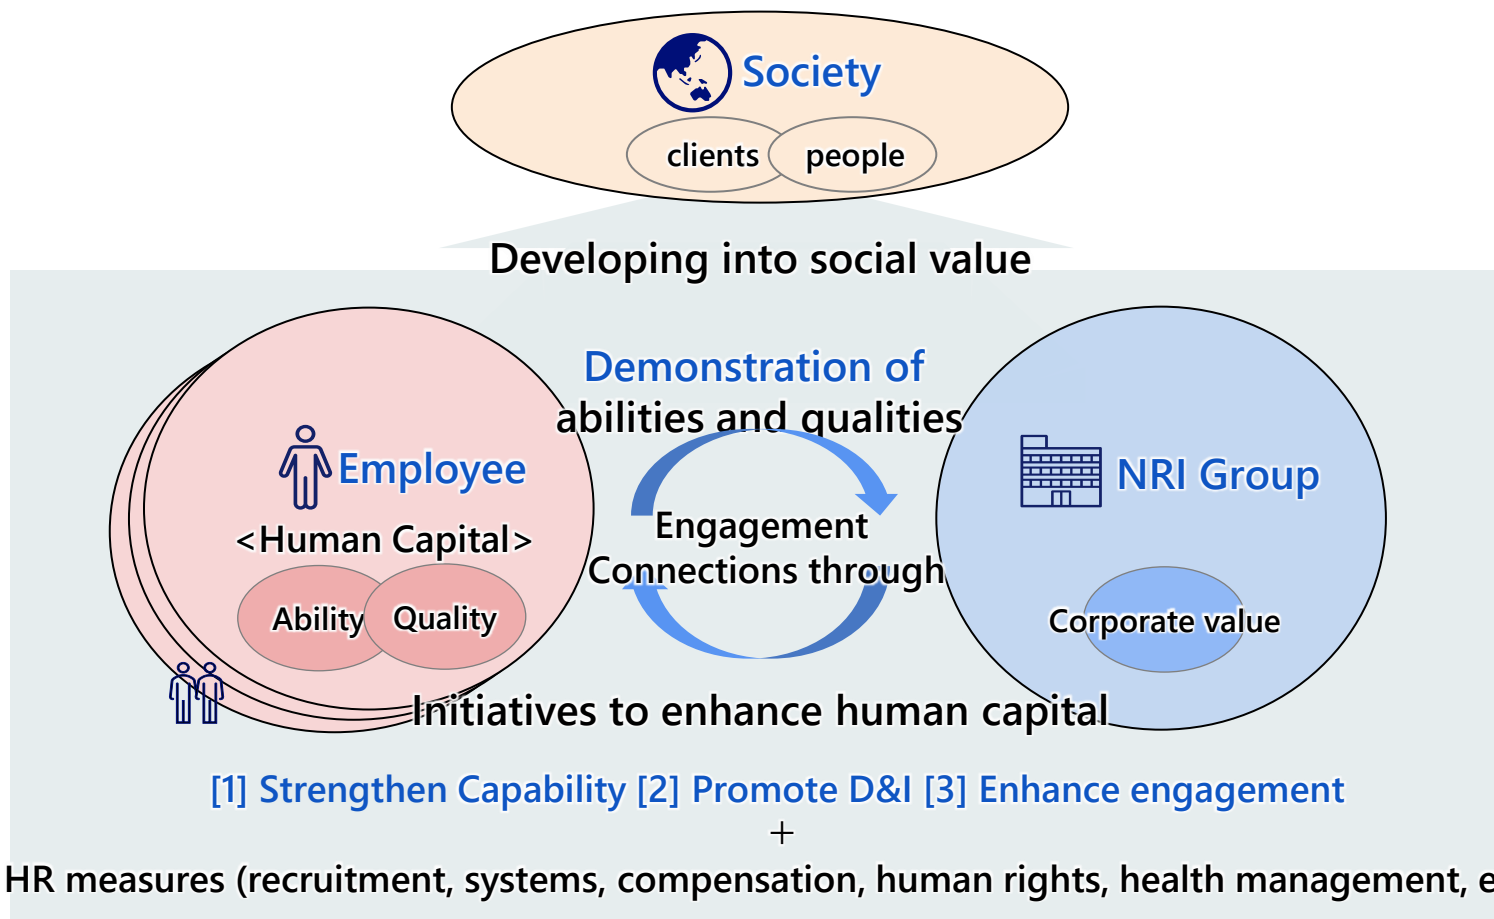 Society
clients people
Developing into social value
Demonstration of
abilities and qualities
Employee
<Human Capital>
Ability Quality
Engagement
Connections through
NRI Group
Corporate value
Initiatives to enhance human capital
[1] Strengthen Capability [2] Promote D&I [3] Enhance engagement
+
HR measures (recruitment, systems, compensation, human rights, health management, e